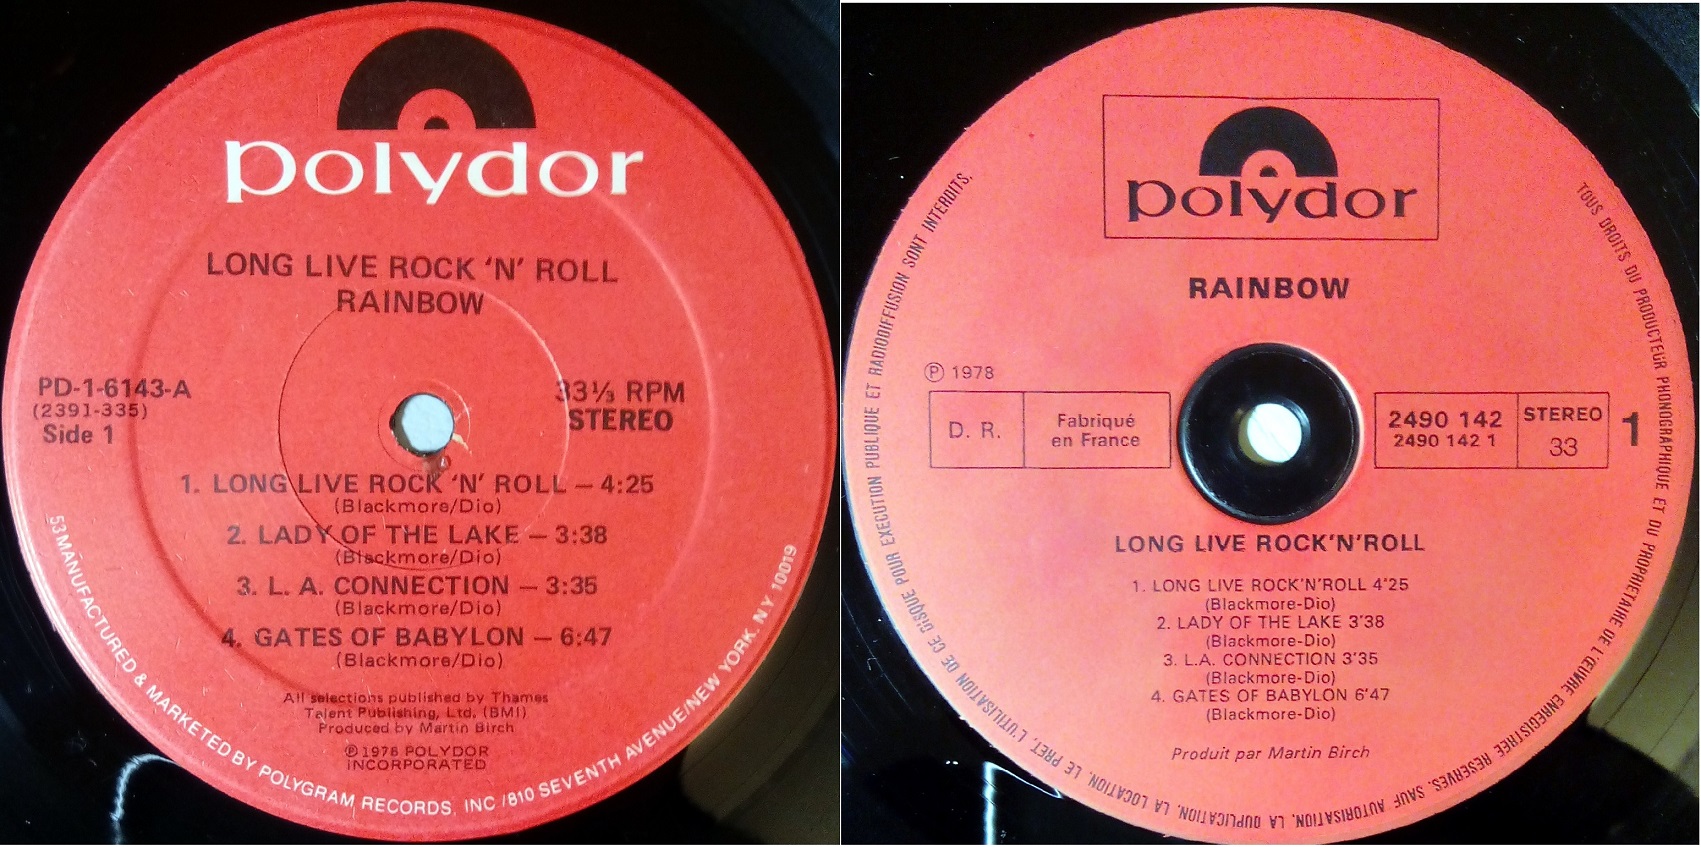 polydor
LONG LIVE ROCK 'N' ROLL
RAINBOW
PD-1-6143-A
(2391-335)
Side 1
33⅓ RPM
STEREO
1. LONG LIVE ROCK 'N' ROLL — 4:25
(Blackmore/Dio)
2. LADY OF THE LAKE — 3:38
(Blackmore/Dio)
3. L. A. CONNECTION — 3:35
(Blackmore/Dio)
4. GATES OF BABYLON — 6:47
(Blackmore/Dio)
All selections published by Thames
Talent Publishing, Ltd. (BMI)
Produced by Martin Birch
℗ 1978 POLYDOR
INCORPORATED
53 MANUFACTURED & MARKETED BY POLYGRAM RECORDS, INC /810 SEVENTH AVENUE/NEW YORK. N.Y 10019
polydor
RAINBOW
℗ 1978
D. R.
Fabriqué
en France
2490 142
2490 142 1
STEREO
33
1
LONG LIVE ROCK'N'ROLL
1. LONG LIVE ROCK'N'ROLL 4'25
(Blackmore-Dio)
2. LADY OF THE LAKE 3'38
(Blackmore-Dio)
3. L.A. CONNECTION 3'35
(Blackmore-Dio)
4. GATES OF BABYLON 6'47
(Blackmore-Dio)
Produit par Martin Birch
TOUS DROITS DU PRODUCTEUR PHONOGRAPHIQUE ET DU PROPRIETAIRE DE L'ŒUVRE ENREGISTREE RESERVES. SAUF AUTORISATION, LA DUPLICATION, LA LOCATION, LE PRET, L'UTILISATION DE CE DISQUE POUR EXECUTION PUBLIQUE ET RADIODIFFUSION SONT INTERDITS.